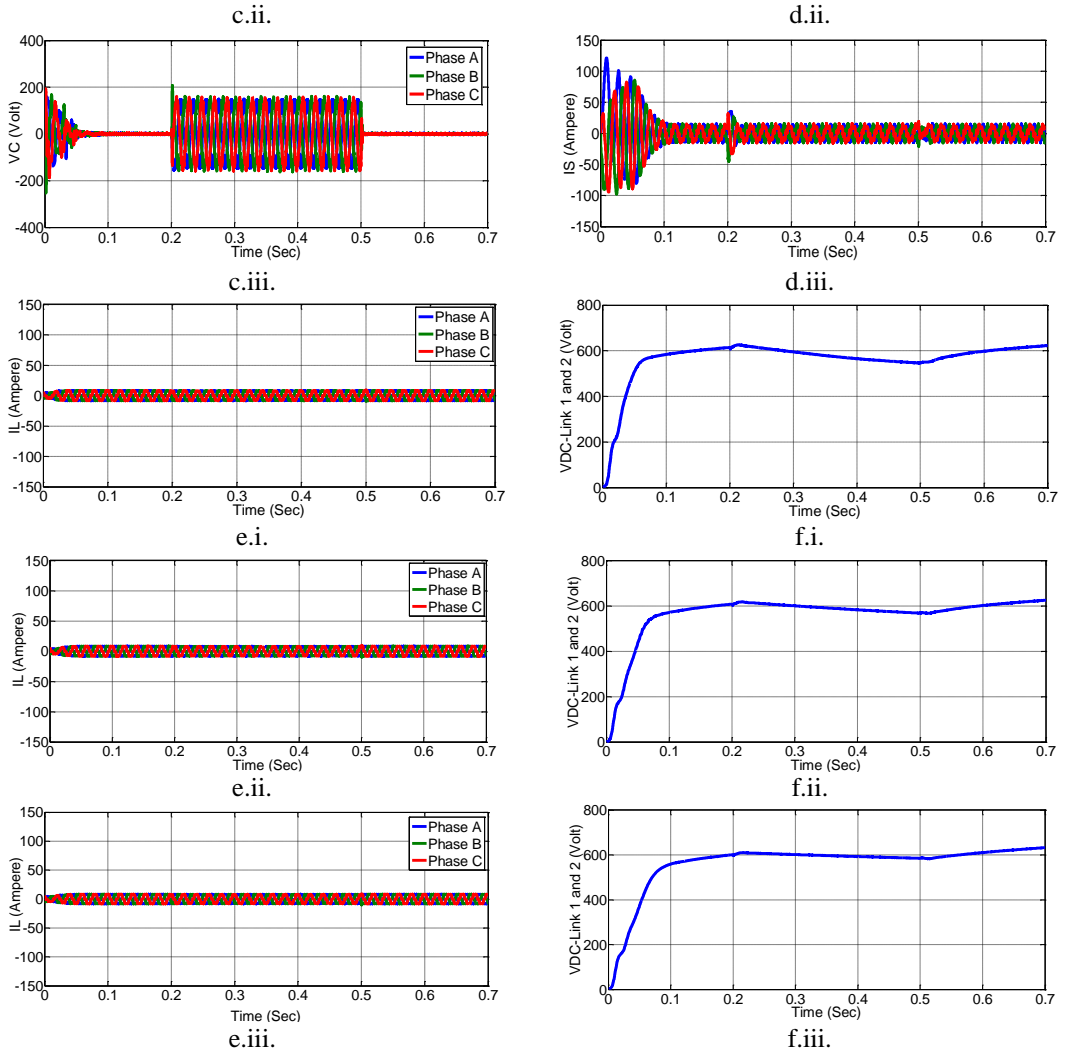 c.ii.
d.ii.
400
200
0
-200
-400
VC (Volt)
Phase A
Phase B
Phase C
0 0.1 0.2 0.3 0.4 0.5 0.6 0.7
Time (Sec)
150
100
50
0
-50
-100
-150
IS (Ampere)
0 0.1 0.2 0.3 0.4 0.5 0.6 0.7
Time (Sec)
c.iii.
d.iii.
150
100
50
0
-50
-100
-150
IL (Ampere)
Phase A
Phase B
Phase C
0 0.1 0.2 0.3 0.4 0.5 0.6 0.7
Time (Sec)
800
600
400
200
0
VDC-Link 1 and 2 (Volt)
0 0.1 0.2 0.3 0.4 0.5 0.6 0.7
Time (Sec)
e.i.
f.i.
150
100
50
0
-50
-100
-150
IL (Ampere)
Phase A
Phase B
Phase C
0 0.1 0.2 0.3 0.4 0.5 0.6 0.7
Time (Sec)
800
600
400
200
0
VDC-Link 1 and 2 (Volt)
0 0.1 0.2 0.3 0.4 0.5 0.6 0.7
Time (Sec)
e.ii.
f.ii.
150
100
50
0
-50
-100
-150
IL (Ampere)
Phase A
Phase B
Phase C
0 0.1 0.2 0.3 0.4 0.5 0.6 0.7
Time (Sec)
800
600
400
200
0
VDC-Link 1 and 2 (Volt)
0 0.1 0.2 0.3 0.4 0.5 0.6 0.7
Time (Sec)
e.iii.
f.iii.